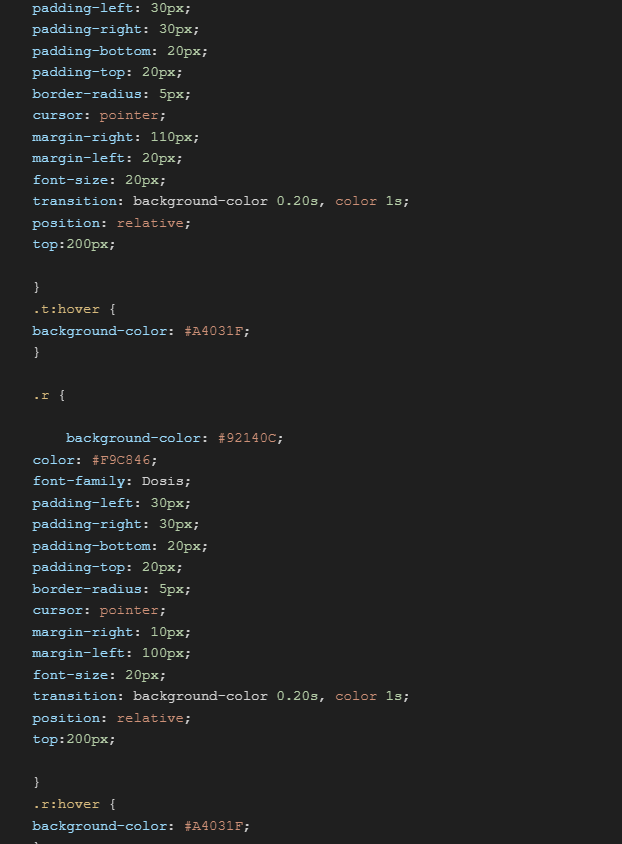 padding-left: 30px;
padding-right: 30px;
padding-bottom: 20px;
padding-top: 20px;
border-radius: 5px;
cursor: pointer;
margin-right: 110px;
margin-left: 20px;
font-size: 20px;
transition: background-color 0.20s, color 1s;
position: relative;
top:200px;
}
.t:hover {
background-color: #A4031F;
}
.r {
background-color: #92140C;
color: #F9C846;
font-family: Dosis;
padding-left: 30px;
padding-right: 30px;
padding-bottom: 20px;
padding-top: 20px;
border-radius: 5px;
cursor: pointer;
margin-right: 10px;
margin-left: 100px;
font-size: 20px;
transition: background-color 0.20s, color 1s;
position: relative;
top:200px;
}
.r:hover {
background-color: #A4031F;